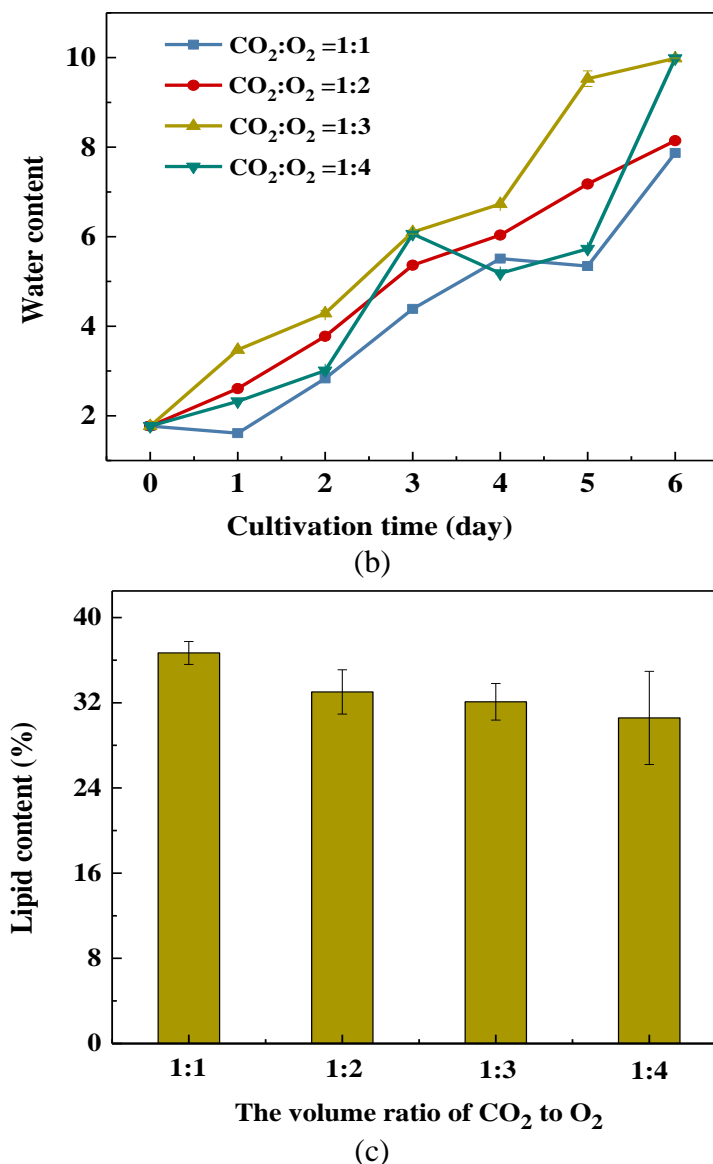 10
8
6
4
2
Water content
CO₂:O₂ =1:1
CO₂:O₂ =1:2
CO₂:O₂ =1:3
CO₂:O₂ =1:4
0 1 2 3 4 5 6
Cultivation time (day)
(b)
40
32
24
16
8
0
Lipid content (%)
1:1 1:2 1:3 1:4
The volume ratio of CO₂ to O₂
(c)